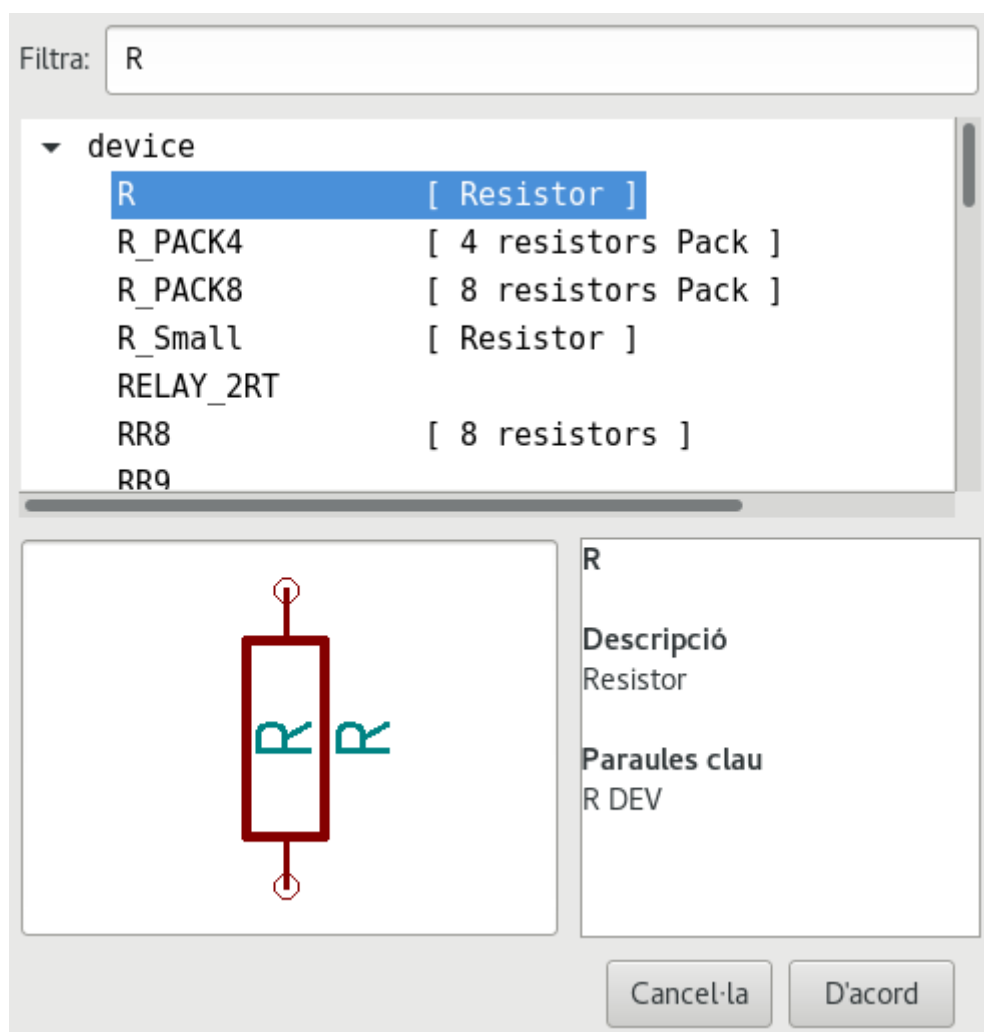 Filtra: R
device
R [ Resistor ]
R_PACK4 [ 4 resistors Pack ]
R_PACK8 [ 8 resistors Pack ]
R_Small [ Resistor ]
RELAY_2RT
RR8 [ 8 resistors ]
RR9
R R
R
Descripció
Resistor
Paraules clau
R DEV
Cancel·la D'acord